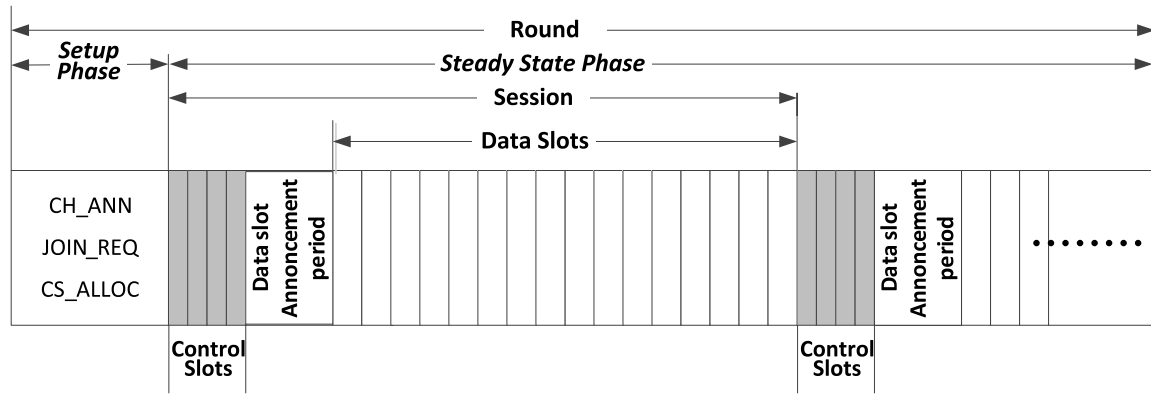 Round
Setup
Phase
Steady State Phase
Session
Data Slots
CH_ANN
JOIN_REQ
CS_ALLOC
Data slot
Annoncement
period
Data slot
Annoncement
period
Control
Slots
Control
Slots